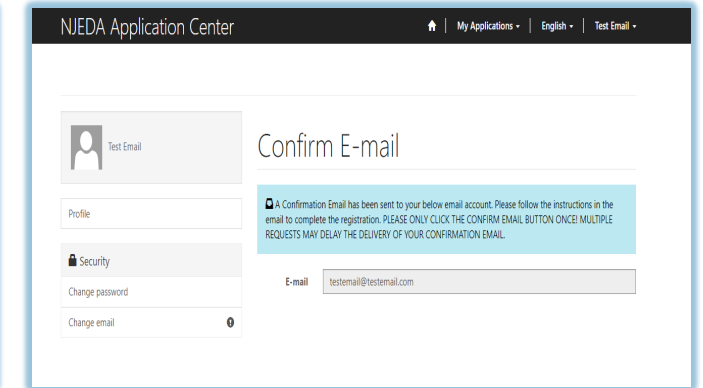 NJEDA Application Center
My Applications
English
Test Email
Test Email
Profile
Security
Change password
Change email
Confirm E-mail
A Confirmation Email has been sent to your below email account. Please follow the instructions in the
email to complete the registration. PLEASE ONLY CLICK THE CONFIRM EMAIL BUTTON ONCE! MULTIPLE
REQUESTS MAY DELAY THE DELIVERY OF YOUR CONFIRMATION EMAIL.
E-mail
testemail@testemail.com